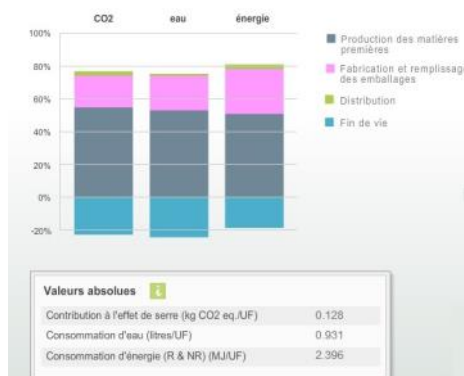 CO2 eau énergie
100%
80%
60%
40%
20%
0%
-20%
Production des matières
premières
Fabrication et remplissag
des emballages
Distribution
Fin de vie
Valeurs absolues i
Contribution à l'effet de serre (kg CO2 eq./UF) 0.128
Consommation d'eau (litres/UF) 0.931
Consommation d'énergie (R & NR) (MJ/UF) 2.396